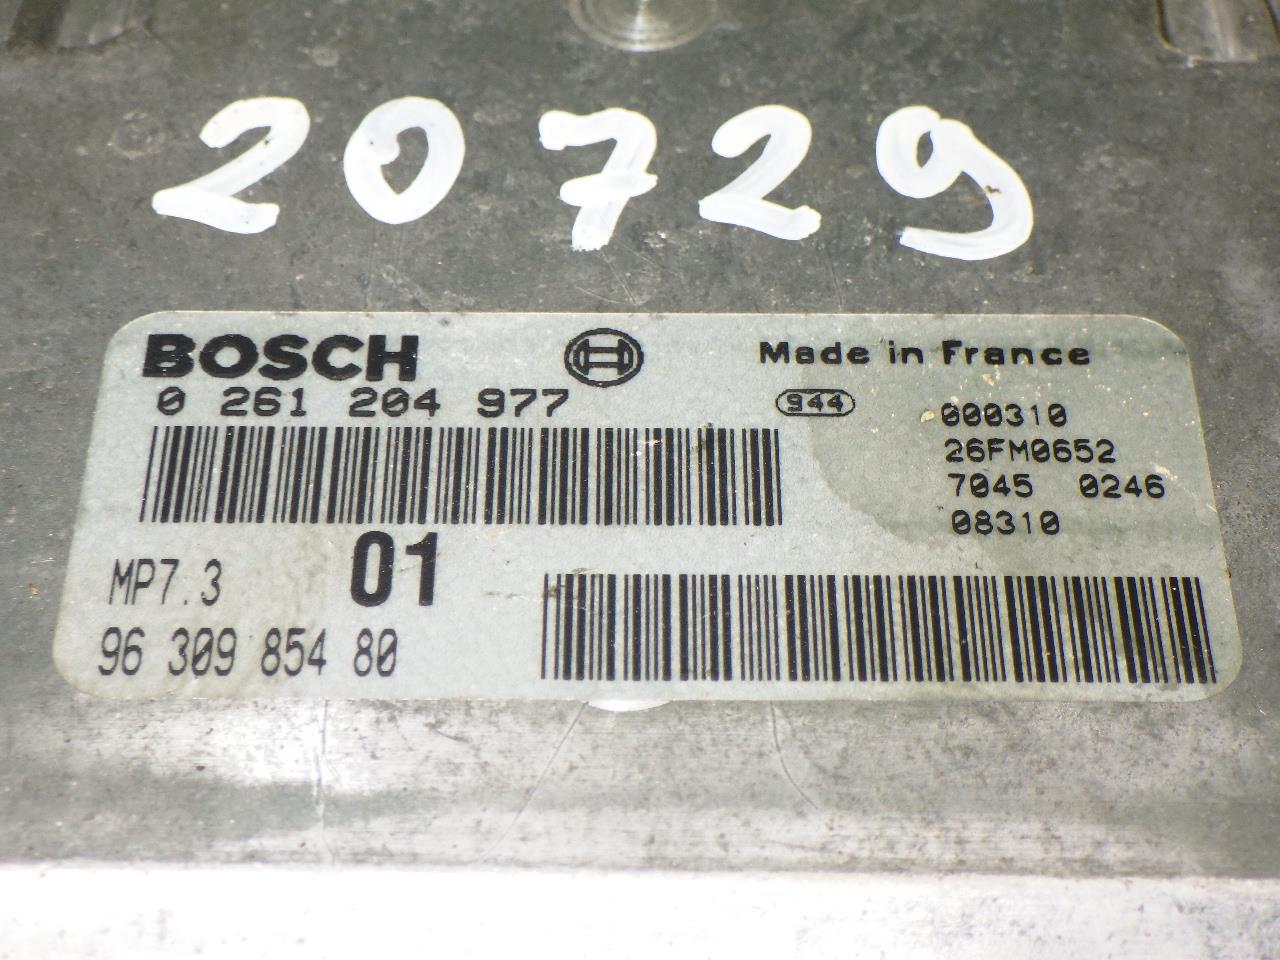 20729
BOSCH
Made in France
0 261 204 977
944
000310
26FM0652
7045 0246
08310
MP7.3 01
96 309 854 80